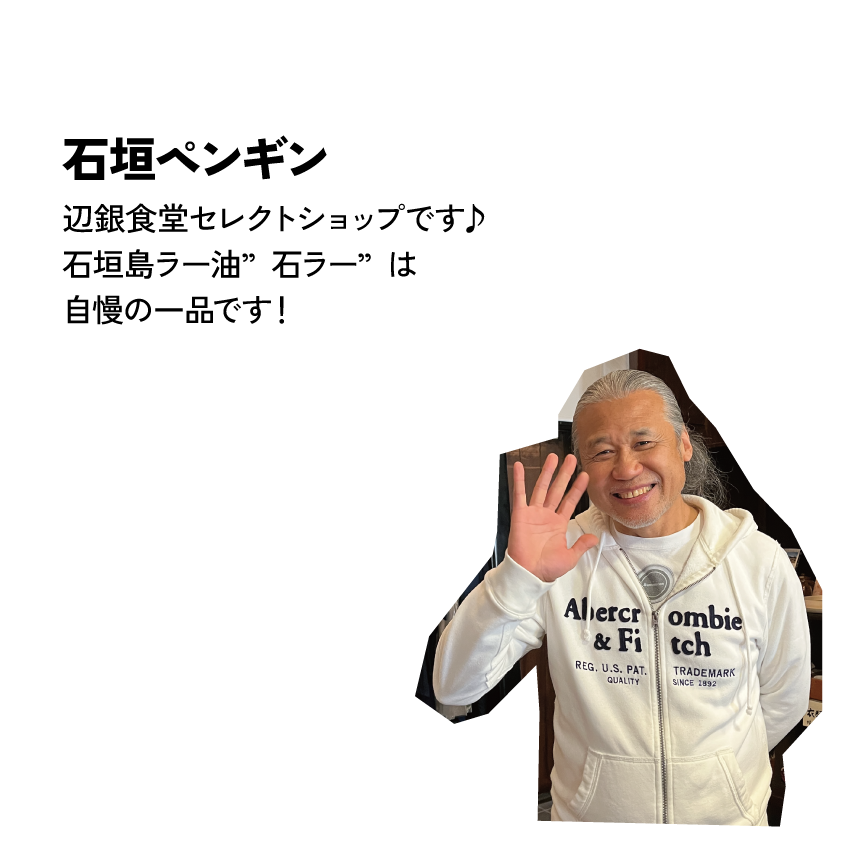 石垣ペンギン
辺銀食堂セレクトショップです♪
石垣島ラー油” 石ラー” は
自慢の一品です！
Abercrombie
& Fitch
REG. U.S. PAT. TRADEMARK
QUALITY SINCE 1892